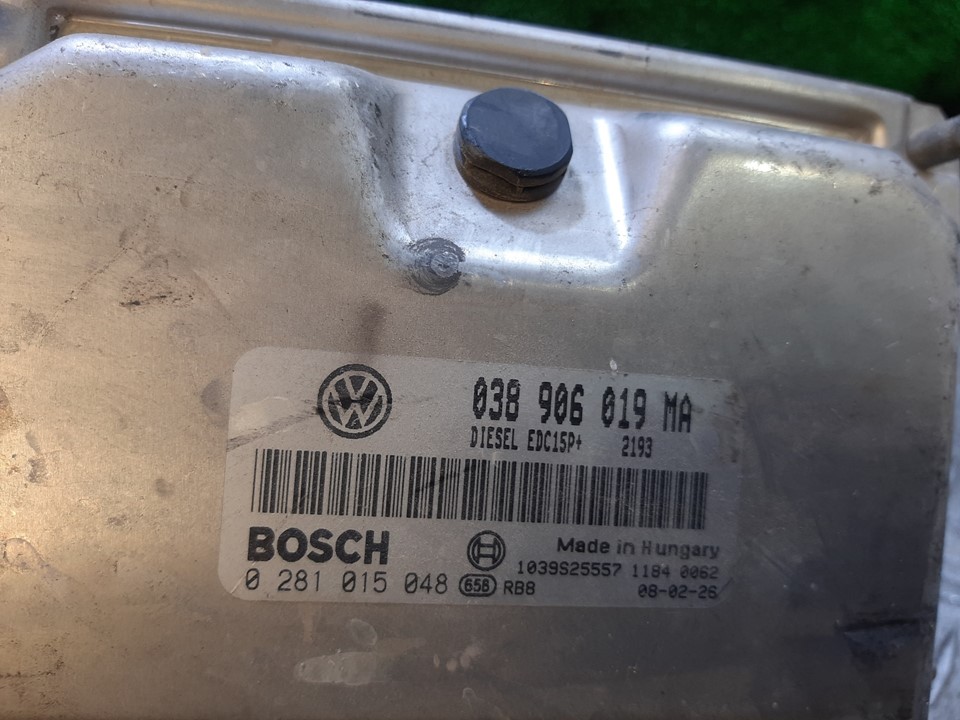 038 906 019 MA
DIESEL EDC15P+ 2193
BOSCH
Made in Hungary
1039S25557 1184 0062
0 281 015 048 658 RB8 08-02-26